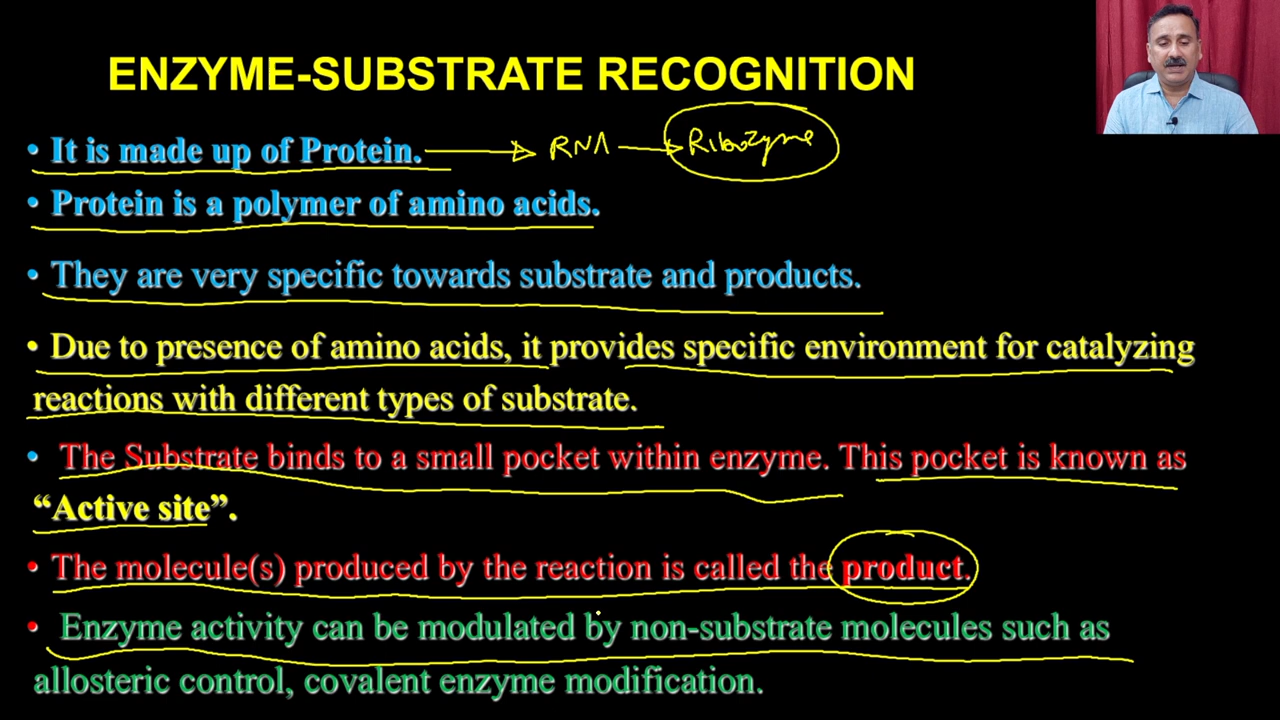 ENZYME-SUBSTRATE RECOGNITION
• It is made up of Protein. → RNA → Ribozyme
• Protein is a polymer of amino acids.
• They are very specific towards substrate and products.
• Due to presence of amino acids, it provides specific environment for catalyzing
reactions with different types of substrate.
• The Substrate binds to a small pocket within enzyme. This pocket is known as
“Active site”.
• The molecule(s) produced by the reaction is called the product.
• Enzyme activity can be modulated by non-substrate molecules such as
allosteric control, covalent enzyme modification.